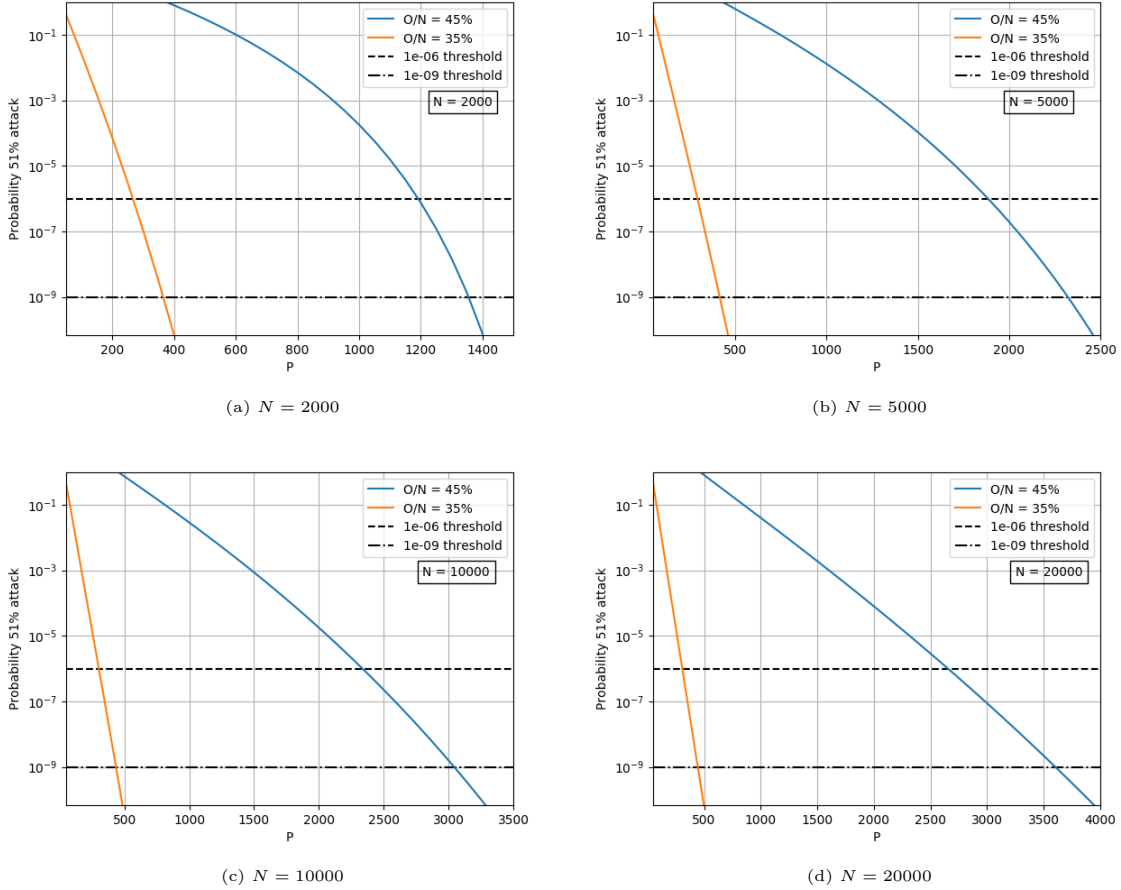 O/N = 45%
O/N = 35%
1e-06 threshold
1e-09 threshold
N = 2000
Probability 51% attack
10⁻¹
10⁻³
10⁻⁵
10⁻⁷
10⁻⁹
200 400 600 800 1000 1200 1400
P
(a) N = 2000
O/N = 45%
O/N = 35%
1e-06 threshold
1e-09 threshold
N = 5000
Probability 51% attack
10⁻¹
10⁻³
10⁻⁵
10⁻⁷
10⁻⁹
500 1000 1500 2000 2500
P
(b) N = 5000
O/N = 45%
O/N = 35%
1e-06 threshold
1e-09 threshold
N = 10000
Probability 51% attack
10⁻¹
10⁻³
10⁻⁵
10⁻⁷
10⁻⁹
500 1000 1500 2000 2500 3000 3500
P
(c) N = 10000
O/N = 45%
O/N = 35%
1e-06 threshold
1e-09 threshold
N = 20000
Probability 51% attack
10⁻¹
10⁻³
10⁻⁵
10⁻⁷
10⁻⁹
500 1000 1500 2000 2500 3000 3500 4000
P
(d) N = 20000